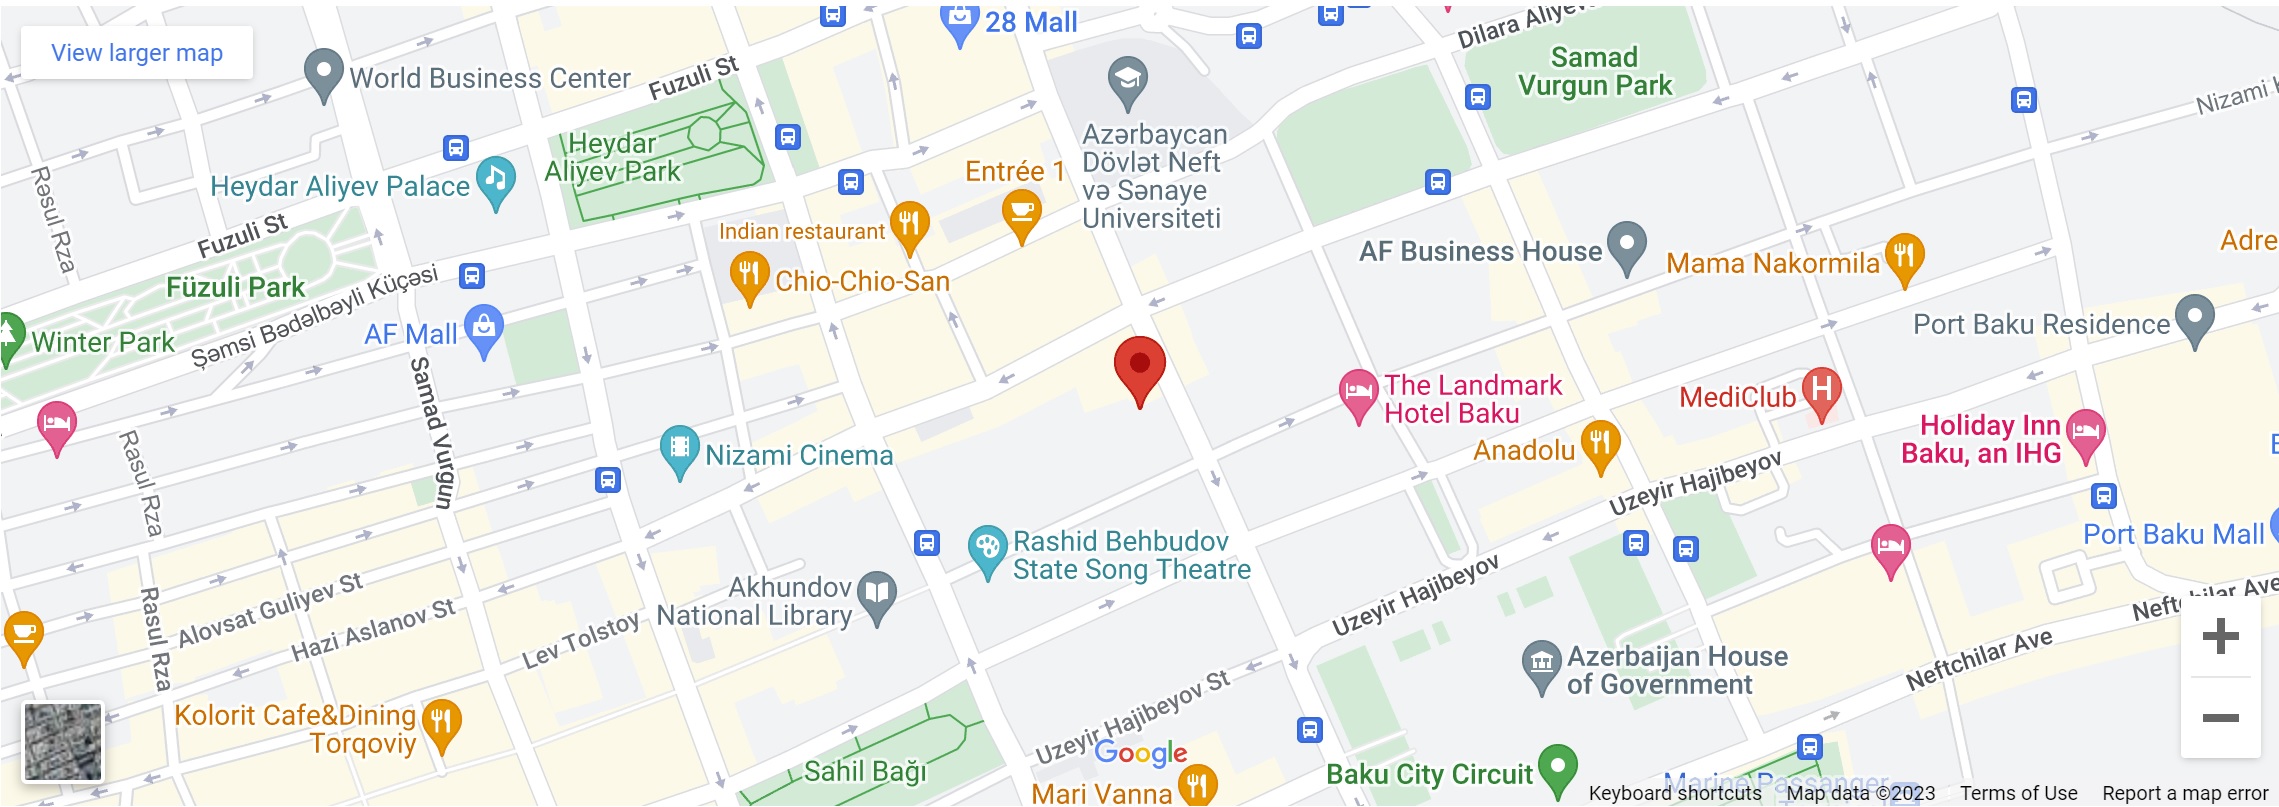 View larger map
28 Mall
Dilara Aliyeva
Samad
Vurgun Park
World Business Center
Fuzuli St
Nizami
Heydar
Aliyev Park
Azərbaycan
Dövlət Neft
və Sənaye
Universiteti
Entrée 1
Rəsul Rza
Heydar Aliyev Palace
Fuzuli St
Indian restaurant
AF Business House
Mama Nakormila
Adre
Füzuli Park
Şəmsi Bədəlbəyli Küçəsi
Chio-Chio-San
Winter Park
AF Mall
Port Baku Residence
Samad Vurgun
The Landmark
Hotel Baku
MediClub
H
Holiday Inn
Baku, an IHG
Rasul Rza
Nizami Cinema
Anadolu
Uzeyir Hajibeyov
Port Baku Mall
Rashid Behbudov
State Song Theatre
Akhundov
National Library
Uzeyir Hajibeyov
Rasul Rza
Alovsat Guliyev St
Hazi Aslanov St
Lev Tolstoy
Neftchilar Ave
Azerbaijan House
of Government
Neftchilar Ave
Kolorit Cafe&Dining
Torqoviy
Uzeyir Hajibeyov St
Google
Sahil Bağı
Mari Vanna
Baku City Circuit
Marine Passanger
Keyboard shortcuts
Map data ©2023
Terms of Use
Report a map error